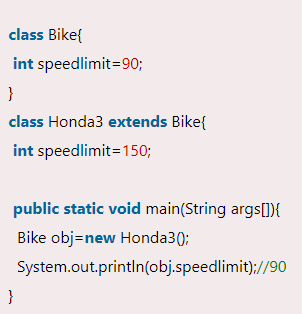 class Bike{
int speedlimit=90;
}
class Honda3 extends Bike{
int speedlimit=150;
public static void main(String args[]){
Bike obj=new Honda3();
System.out.println(obj.speedlimit);//90
}